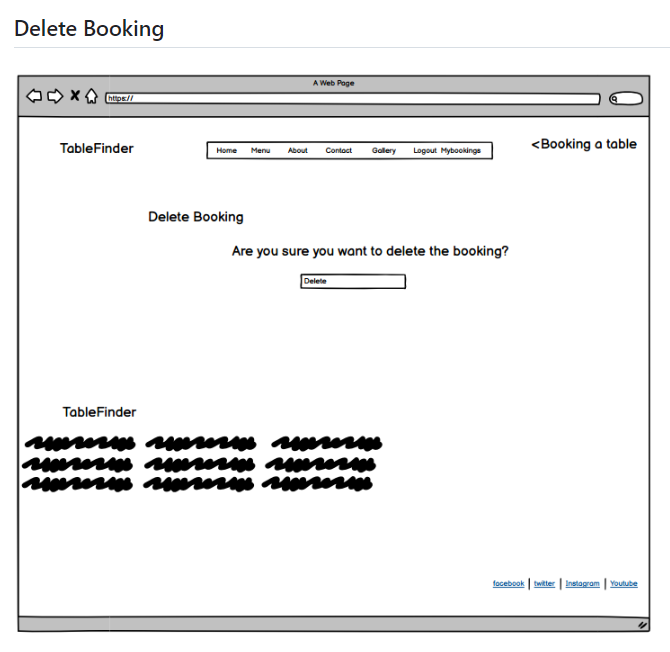 Delete Booking
A Web Page
https://
TableFinder Home Menu About Contact Gallery Logout Mybookings <Booking a table
Delete Booking
Are you sure you want to delete the booking?
Delete
TableFinder
facebook | twitter | Instagram | Youtube